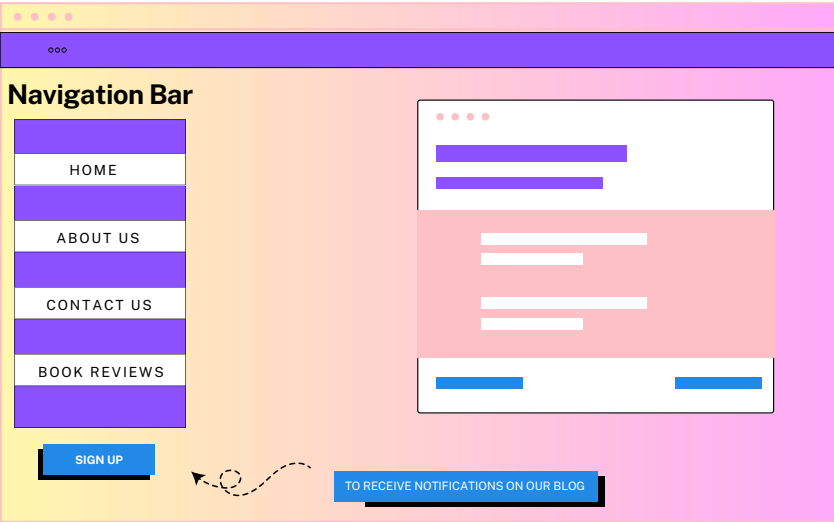 Navigation Bar
HOME
ABOUT US
CONTACT US
BOOK REVIEWS
SIGN UP
TO RECEIVE NOTIFICATIONS ON OUR BLOG